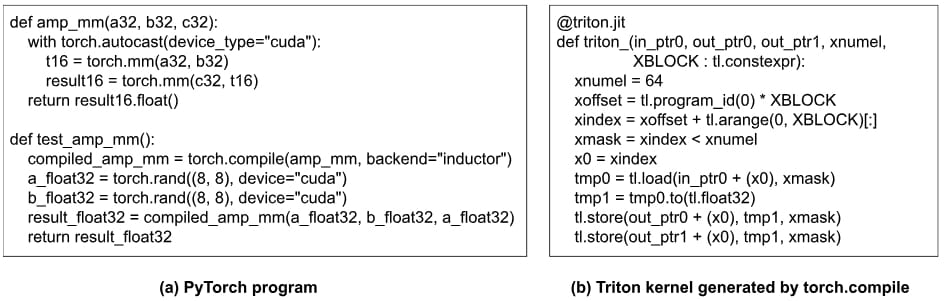 def amp_mm(a32, b32, c32):
with torch.autocast(device_type="cuda"):
t16 = torch.mm(a32, b32)
result16 = torch.mm(c32, t16)
return result16.float()
def test_amp_mm():
compiled_amp_mm = torch.compile(amp_mm, backend="inductor")
a_float32 = torch.rand((8, 8), device="cuda")
b_float32 = torch.rand((8, 8), device="cuda")
result_float32 = compiled_amp_mm(a_float32, b_float32, a_float32)
return result_float32
(a) PyTorch program
@triton.jit
def triton_(in_ptr0, out_ptr0, out_ptr1, xnumel,
XBLOCK : tl.constexpr):
xnumel = 64
xoffset = tl.program_id(0) * XBLOCK
xindex = xoffset + tl.arange(0, XBLOCK)[:]
xmask = xindex < xnumel
x0 = xindex
tmp0 = tl.load(in_ptr0 + (x0), xmask)
tmp1 = tmp0.to(tl.float32)
tl.store(out_ptr0 + (x0), tmp1, xmask)
tl.store(out_ptr1 + (x0), tmp1, xmask)
(b) Triton kernel generated by torch.compile